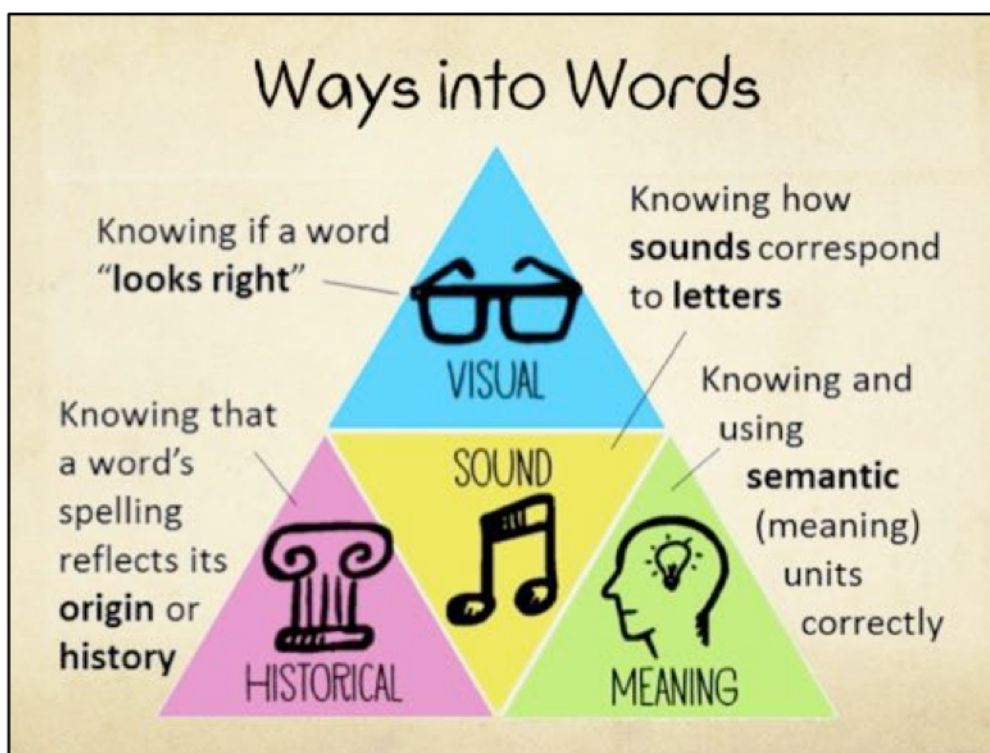 Ways into Words
Knowing if a word
“looks right”
VISUAL
Knowing how
sounds correspond
to letters
Knowing that
a word’s
spelling
reflects its
origin or
history
HISTORICAL
SOUND
Knowing and
using
semantic
(meaning)
units
correctly
MEANING